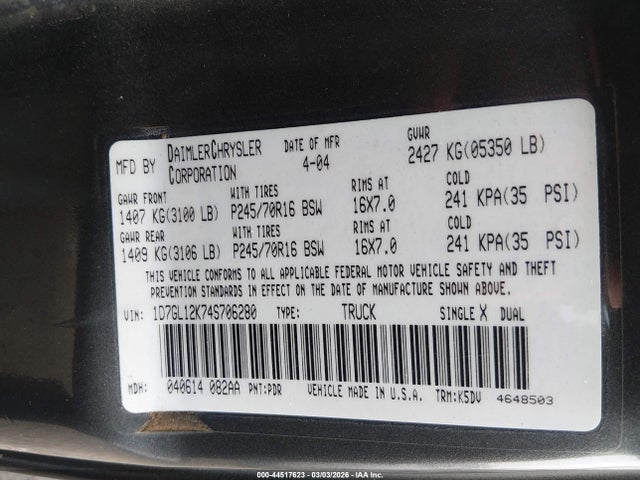 MFD BY DAIMLERCHRYSLER CORPORATION DATE OF MFR 4-04 GVWR 2427 KG(05350 LB)
GAWR FRONT WITH TIRES RIMS AT COLD
1407 KG(3100 LB) P245/70R16 BSW 16X7.0 241 KPA(35 PSI)
GAWR REAR WITH TIRES RIMS AT COLD
1409 KG(3106 LB) P245/70R16 BSW 16X7.0 241 KPA(35 PSI)
THIS VEHICLE CONFORMS TO ALL APPLICABLE FEDERAL MOTOR VEHICLE SAFETY AND THEFT
PREVENTION STANDARDS IN EFFECT ON THE DATE OF MANUFACTURE SHOWN ABOVE.
VIN: 1D7GL12K74S706280 TYPE: TRUCK SINGLE X DUAL
MDH: 040614 082AA PNT:PDR VEHICLE MADE IN U.S.A. TRM:K5DV 4648503
000-44517623 - 03/03/2026 - IAA Inc.